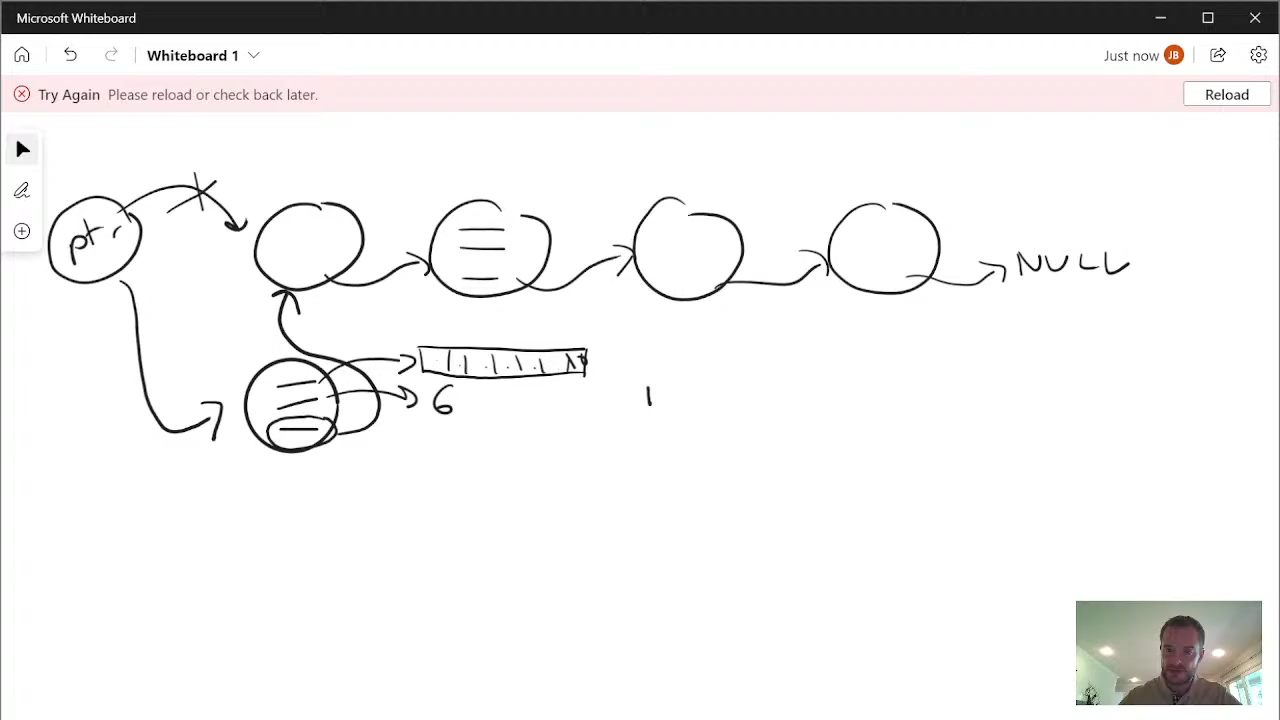 Microsoft Whiteboard
Whiteboard 1
Just now JB
Try Again Please reload or check back later.
Reload
ptr
NULL
6